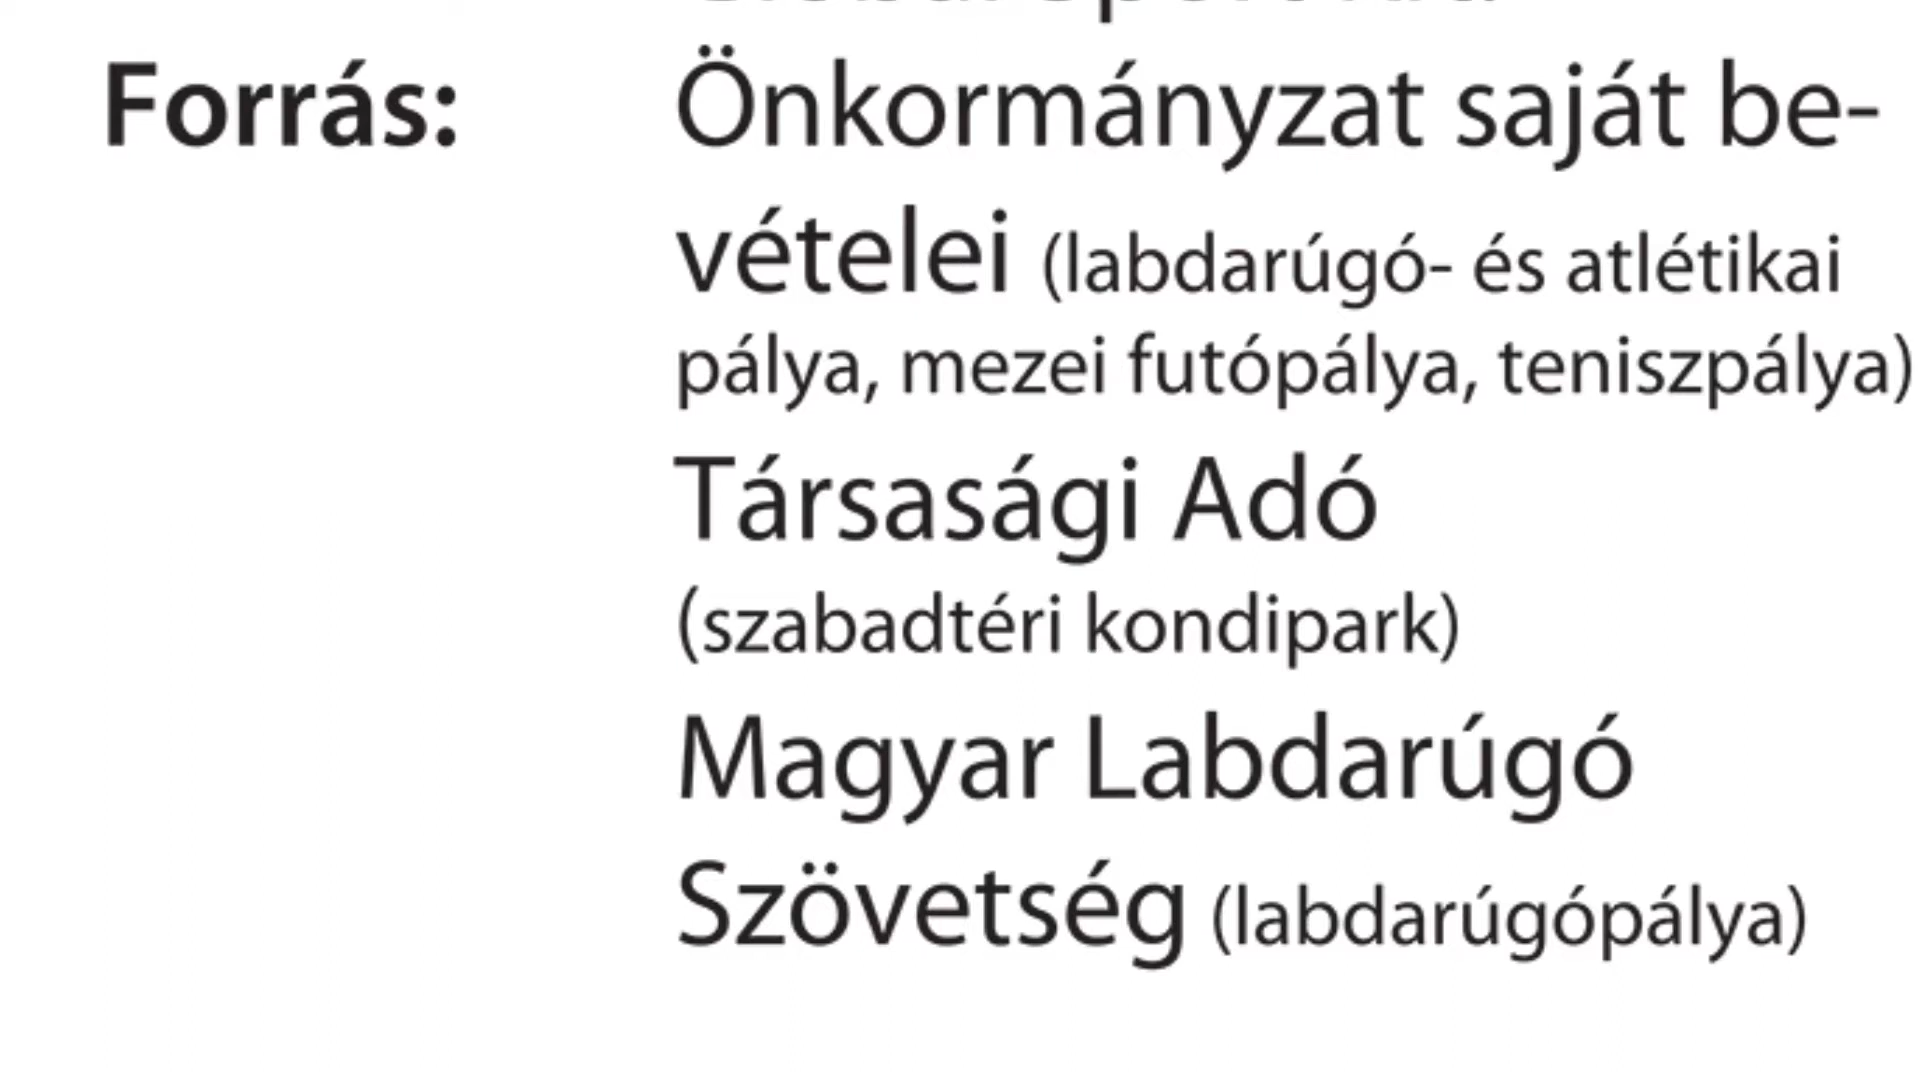 Forrás: Önkormányzat saját be-
vételei (labdarúgó- és atlétikai
pálya, mezei futópálya, teniszpálya)
Társasági Adó
(szabadtéri kondipark)
Magyar Labdarúgó
Szövetség (labdarúgópálya)